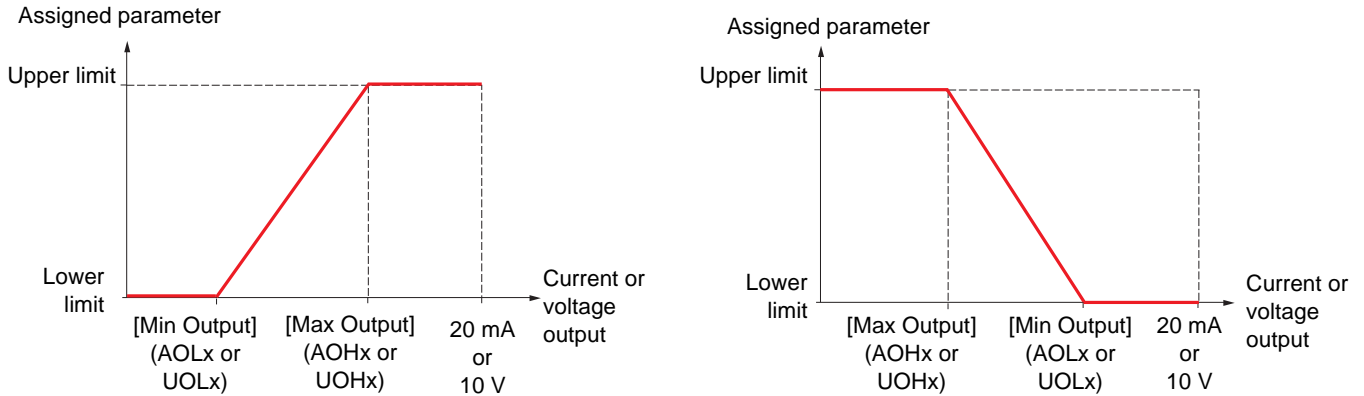 Assigned parameter
Upper limit
Lower
limit
[Min Output]
(AOLx or
UOLx)
[Max Output]
(AOHx or
UOHx)
20 mA
or
10 V
Current or
voltage
output
Assigned parameter
Upper limit
Lower
limit
[Max Output]
(AOHx or
UOHx)
[Min Output]
(AOLx or
UOLx)
20 mA
or
10 V
Current or
voltage
output